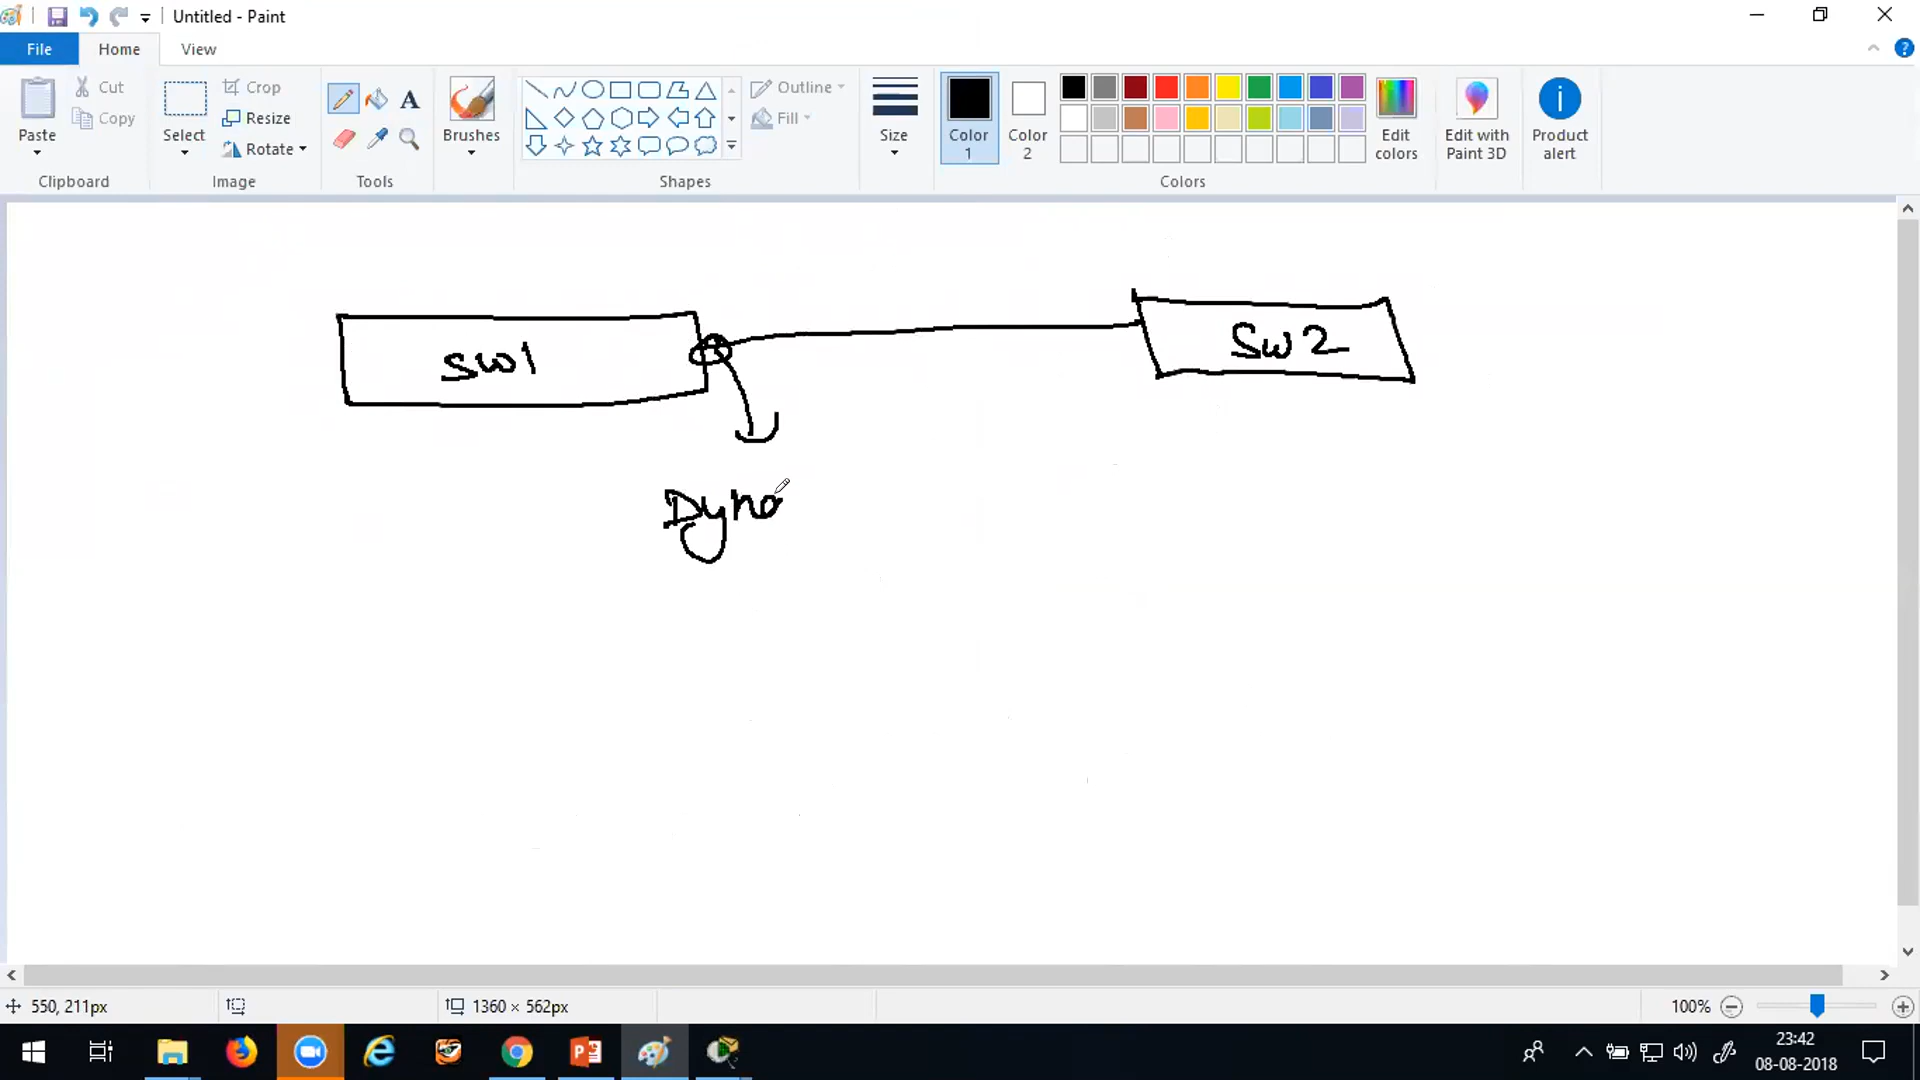 Untitled - Paint
File Home View
Paste
Cut
Copy
Clipboard
Select
Crop
Resize
Rotate
Image
A
Tools
Brushes
Outline
Fill
Shapes
Size
Color 1
Color 2
Edit colors
Colors
Edit with Paint 3D
Product alert
SW1
SW2
Dyna
550, 211px
1360 × 562px
100%
23:42
08-08-2018